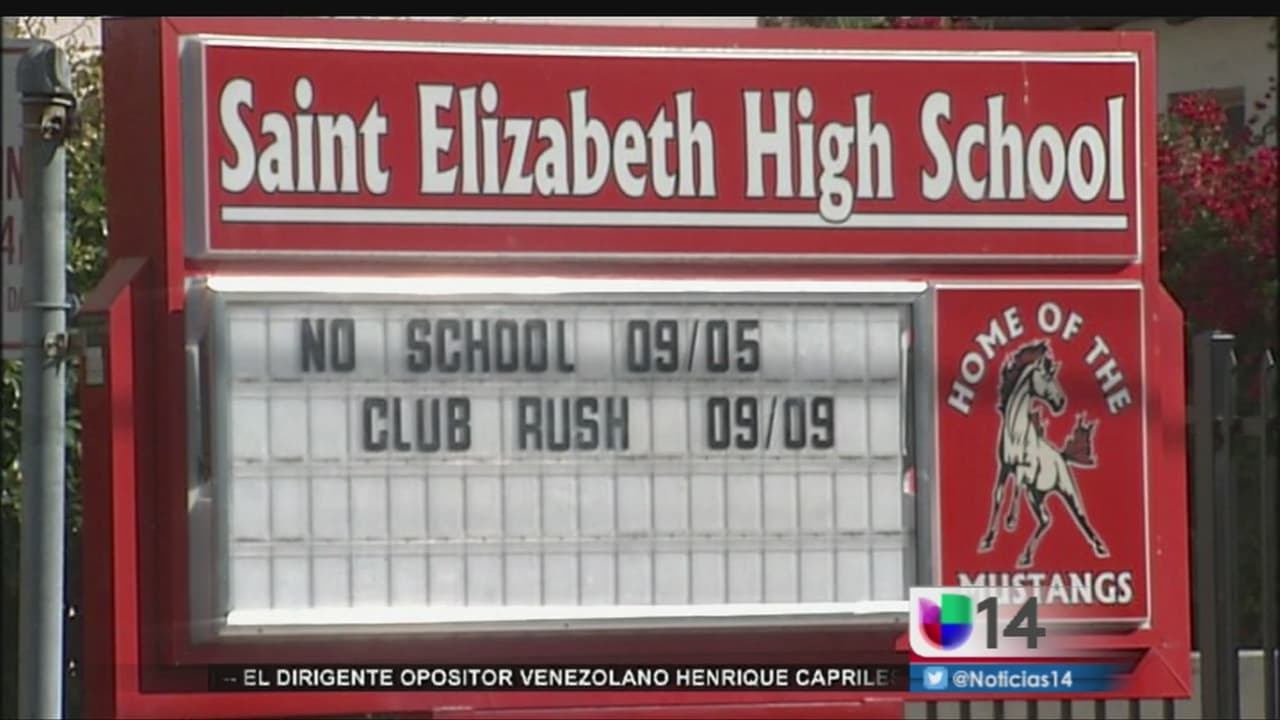 Saint Elizabeth High School
NO SCHOOL 09/05
CLUB RUSH 09/09
HOME OF THE
MUSTANGS
14
-- EL DIRIGENTE OPOSITOR VENEZOLANO HENRIQUE CAPRILES
@Noticias14